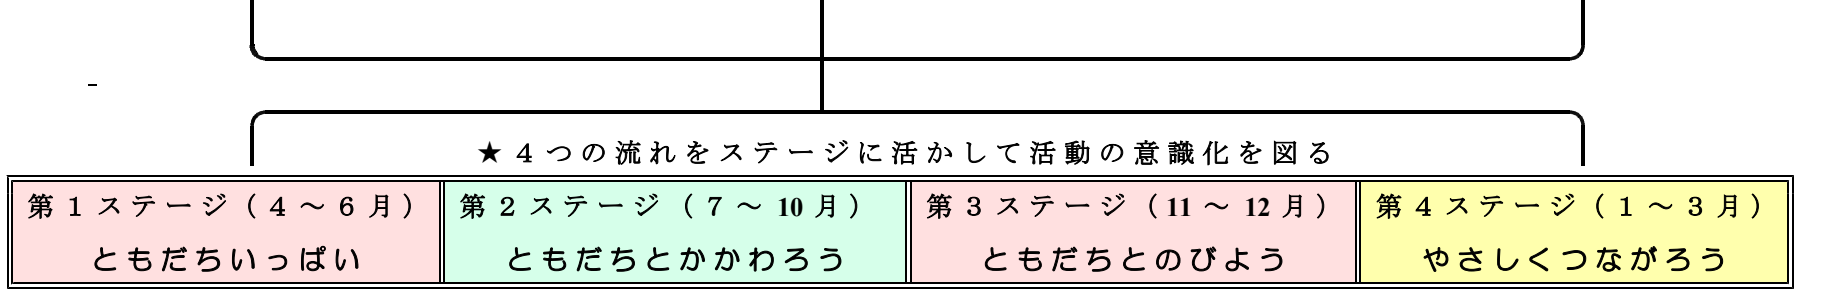 ★４つの流れをステージに活かして活動の意識化を図る
第１ステージ（４～６月）
ともだちいっぱい
第２ステージ（７～10月）
ともだちとかかわろう
第３ステージ（11～12月）
ともだちとのびよう
第４ステージ（１～３月）
やさしくつながろう